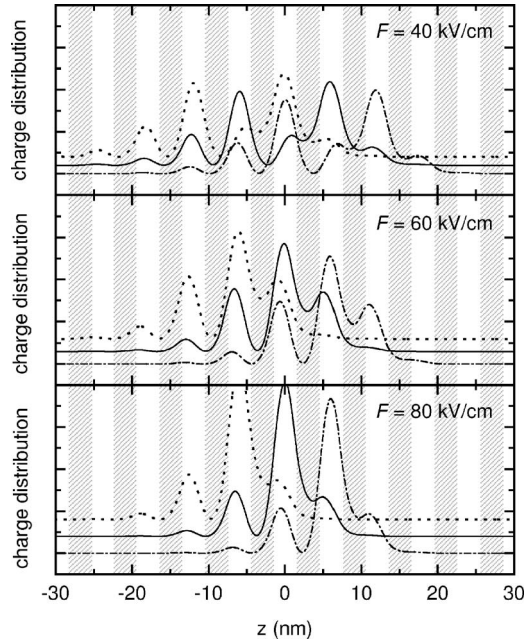 F = 40 kV/cm
charge distribution
F = 60 kV/cm
charge distribution
F = 80 kV/cm
charge distribution
-30 -20 -10 0 10 20 30
z (nm)